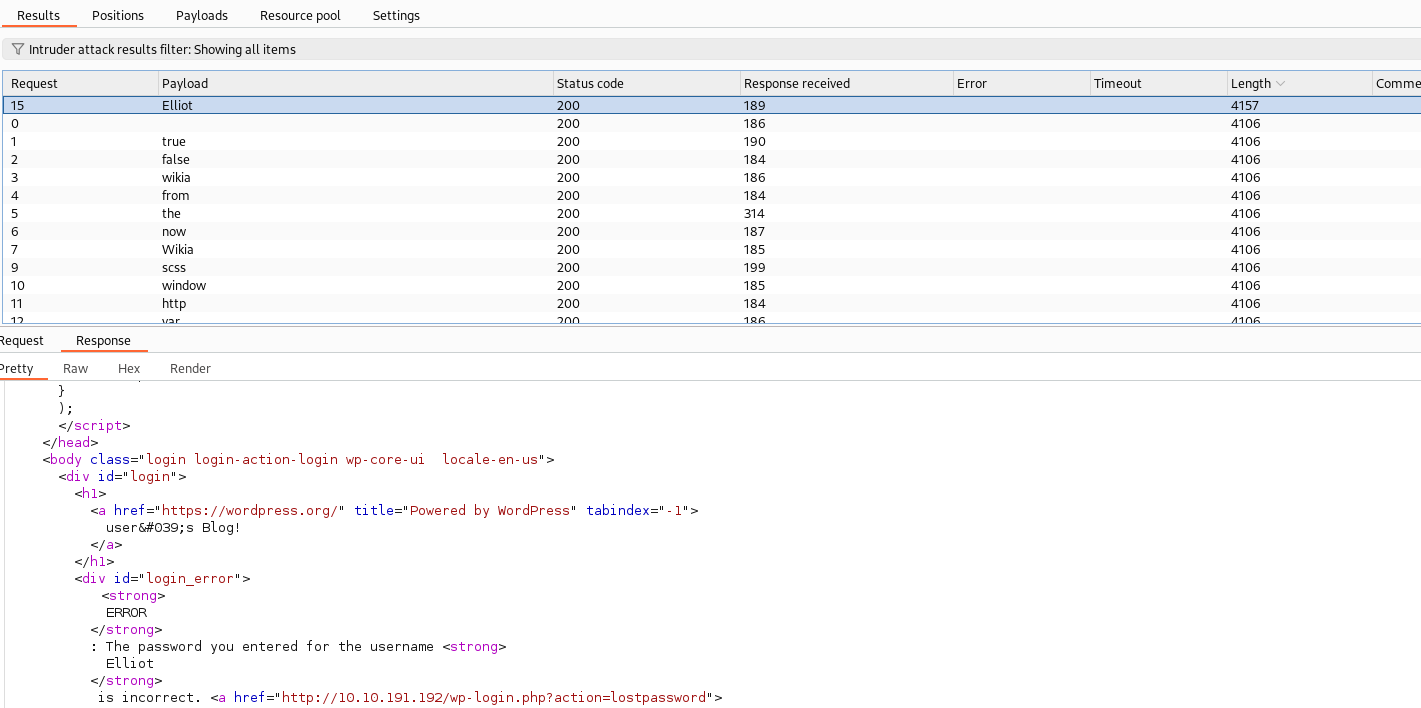 Results Positions Payloads Resource pool Settings
Intruder attack results filter: Showing all items
Request Payload Status code Response received Error Timeout Length Comme
15 Elliot 200 189 4157
0 200 186 4106
1 true 200 190 4106
2 false 200 184 4106
3 wikia 200 186 4106
4 from 200 184 4106
5 the 200 314 4106
6 now 200 187 4106
7 Wikia 200 185 4106
9 scss 200 199 4106
10 window 200 185 4106
11 http 200 184 4106
12 var 200 186 4106
Request Response
Pretty Raw Hex Render
}
);
</script>
</head>
<body class="login login-action-login wp-core-ui  locale-en-us">
<div id="login">
<h1>
<a href="https://wordpress.org/" title="Powered by WordPress" tabindex="-1">
user&#039;s Blog!
</a>
</h1>
<div id="login_error">
<strong>
ERROR
</strong>
: The password you entered for the username <strong>
Elliot
</strong>
is incorrect. <a href="http://10.10.191.192/wp-login.php?action=lostpassword">